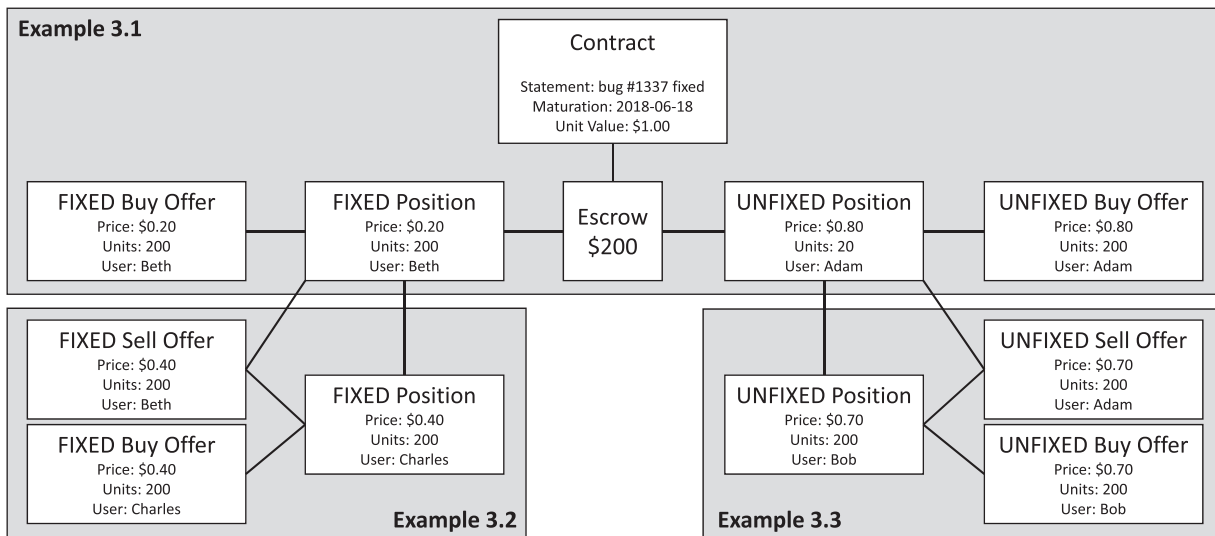 Example 3.1
Contract
Statement: bug #1337 fixed
Maturation: 2018-06-18
Unit Value: $1.00
FIXED Buy Offer
Price: $0.20
Units: 200
User: Beth
FIXED Position
Price: $0.20
Units: 200
User: Beth
Escrow
$200
UNFIXED Position
Price: $0.80
Units: 20
User: Adam
UNFIXED Buy Offer
Price: $0.80
Units: 200
User: Adam
FIXED Sell Offer
Price: $0.40
Units: 200
User: Beth
FIXED Buy Offer
Price: $0.40
Units: 200
User: Charles
FIXED Position
Price: $0.40
Units: 200
User: Charles
Example 3.2
UNFIXED Position
Price: $0.70
Units: 200
User: Bob
UNFIXED Sell Offer
Price: $0.70
Units: 200
User: Adam
UNFIXED Buy Offer
Price: $0.70
Units: 200
User: Bob
Example 3.3